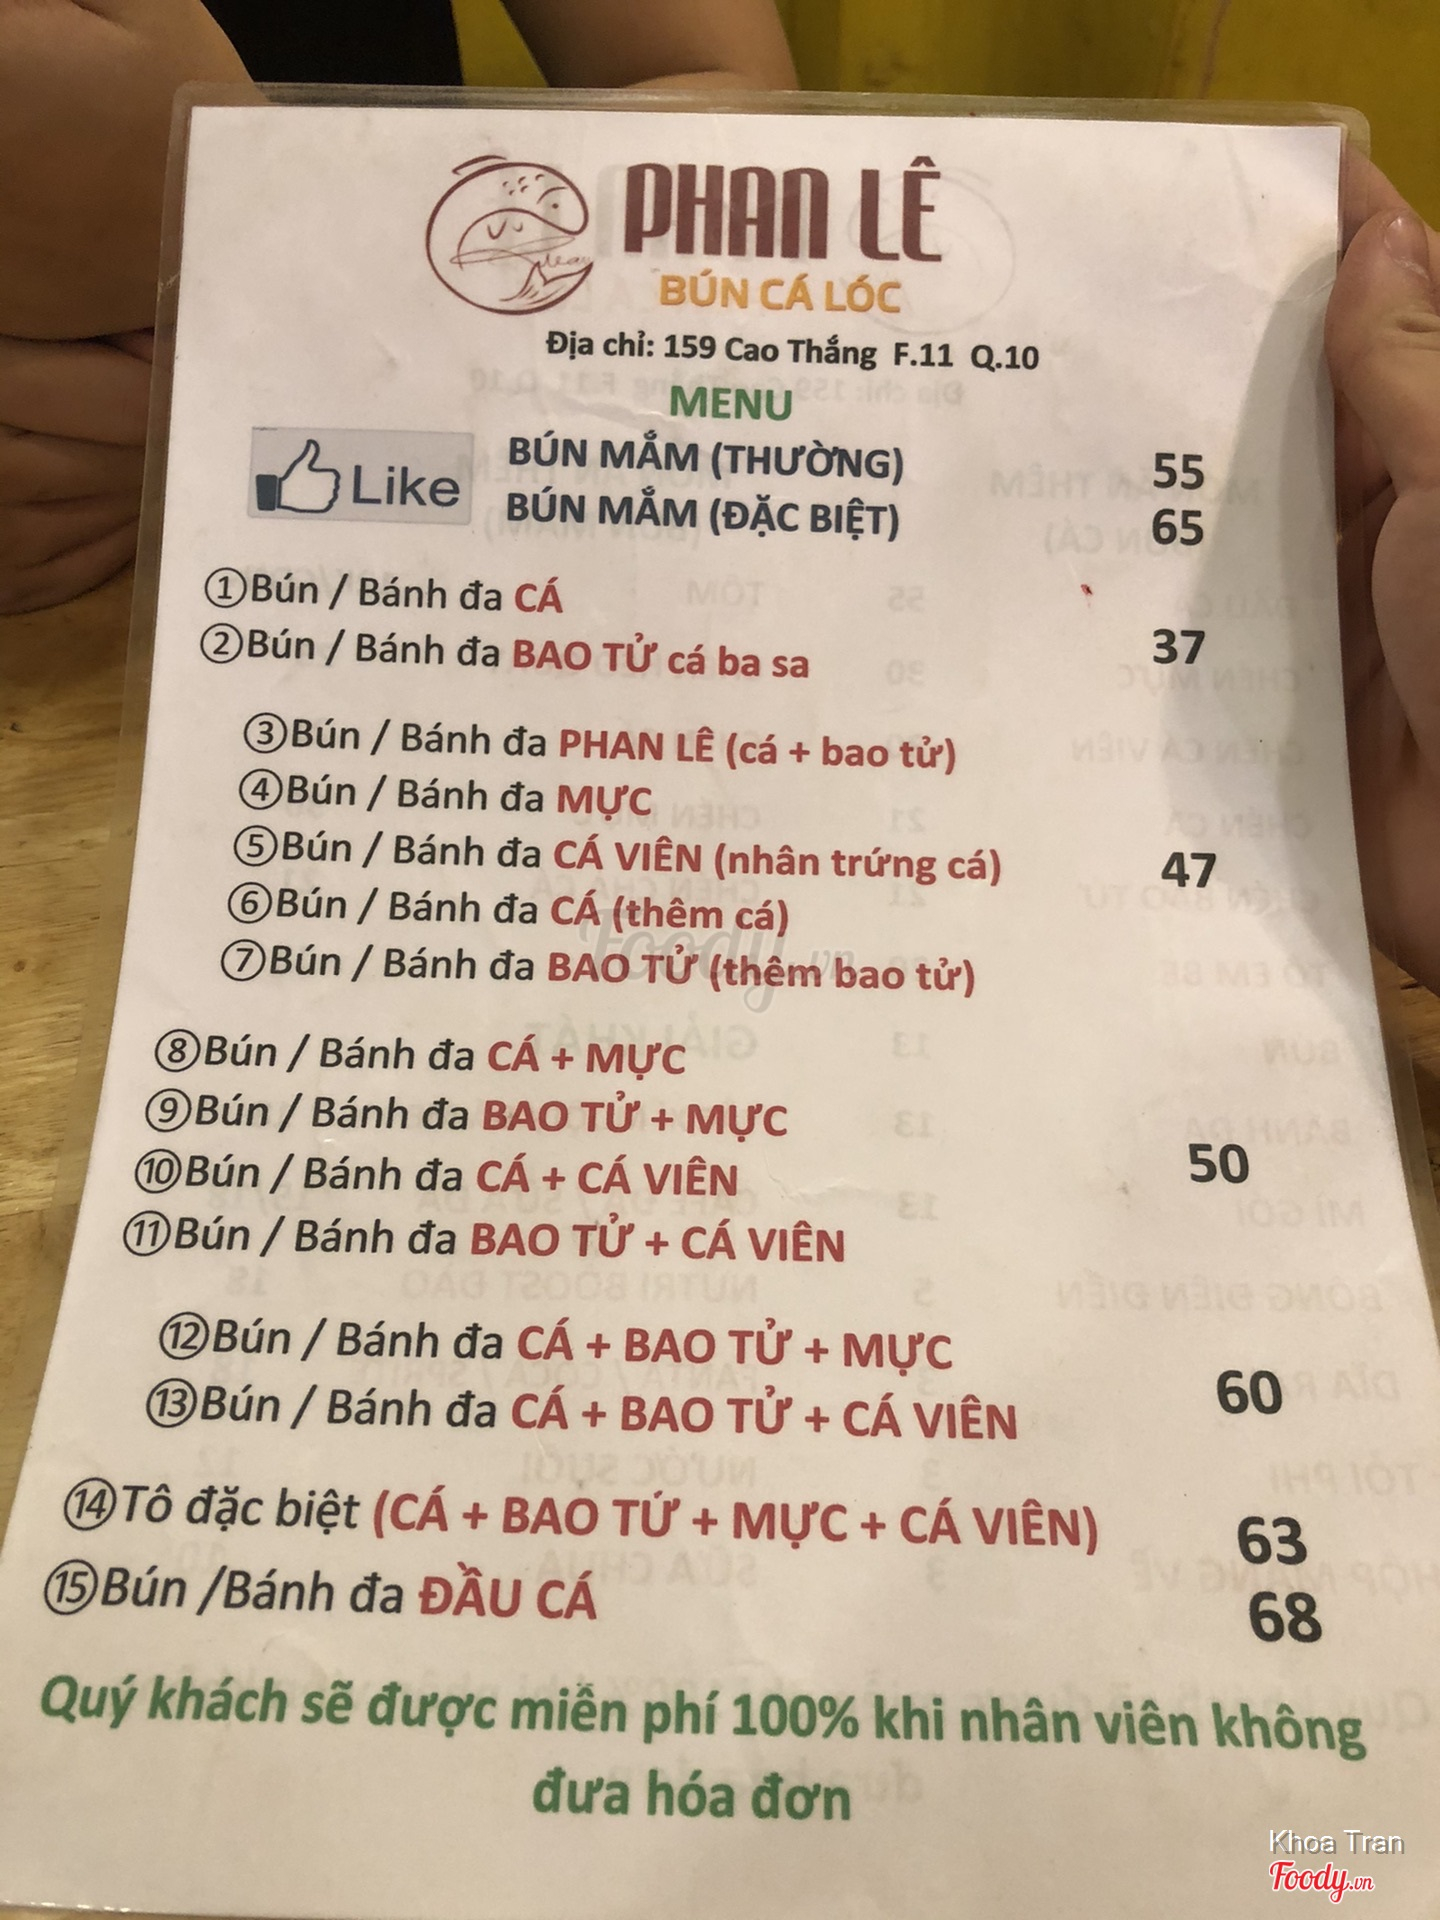 PHAN LÊ
BÚN CÁ LÓC
Địa chỉ: 159 Cao Thắng F.11 Q.10
MENU
Like
BÚN MẮM (THƯỜNG) 55
BÚN MẮM (ĐẶC BIỆT) 65
①Bún / Bánh đa CÁ
②Bún / Bánh đa BAO TỬ cá ba sa 37
③Bún / Bánh đa PHAN LÊ (cá + bao tử)
④Bún / Bánh đa MỰC
⑤Bún / Bánh đa CÁ VIÊN (nhân trứng cá) 47
⑥Bún / Bánh đa CÁ (thêm cá)
⑦Bún / Bánh đa BAO TỬ (thêm bao tử)
⑧Bún / Bánh đa CÁ + MỰC
⑨Bún / Bánh đa BAO TỬ + MỰC
⑩Bún / Bánh đa CÁ + CÁ VIÊN 50
⑪Bún / Bánh đa BAO TỬ + CÁ VIÊN
⑫Bún / Bánh đa CÁ + BAO TỬ + MỰC
⑬Bún / Bánh đa CÁ + BAO TỬ + CÁ VIÊN 60
⑭Tô đặc biệt (CÁ + BAO TỨ + MỰC + CÁ VIÊN) 63
⑮Bún /Bánh đa ĐẦU CÁ 68
Quý khách sẽ được miễn phí 100% khi nhân viên không
đưa hóa đơn
Foody.vn
Khoa Tran
Foody.vn